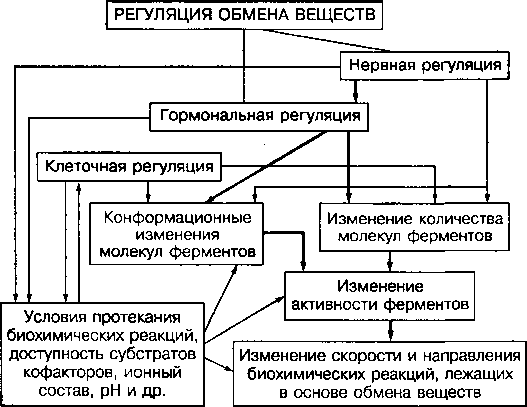 РЕГУЛЯЦИЯ ОБМЕНА ВЕЩЕСТВ
Нервная регуляция
Гормональная регуляция
Клеточная регуляция
Конформационные
изменения
молекул ферментов
Изменение количества
молекул ферментов
Изменение
активности ферментов
Условия протекания
биохимических реакций,
доступность субстратов
кофакторов, ионный
состав, pH и др.
Изменение скорости и направления
биохимических реакций, лежащих
в основе обмена веществ